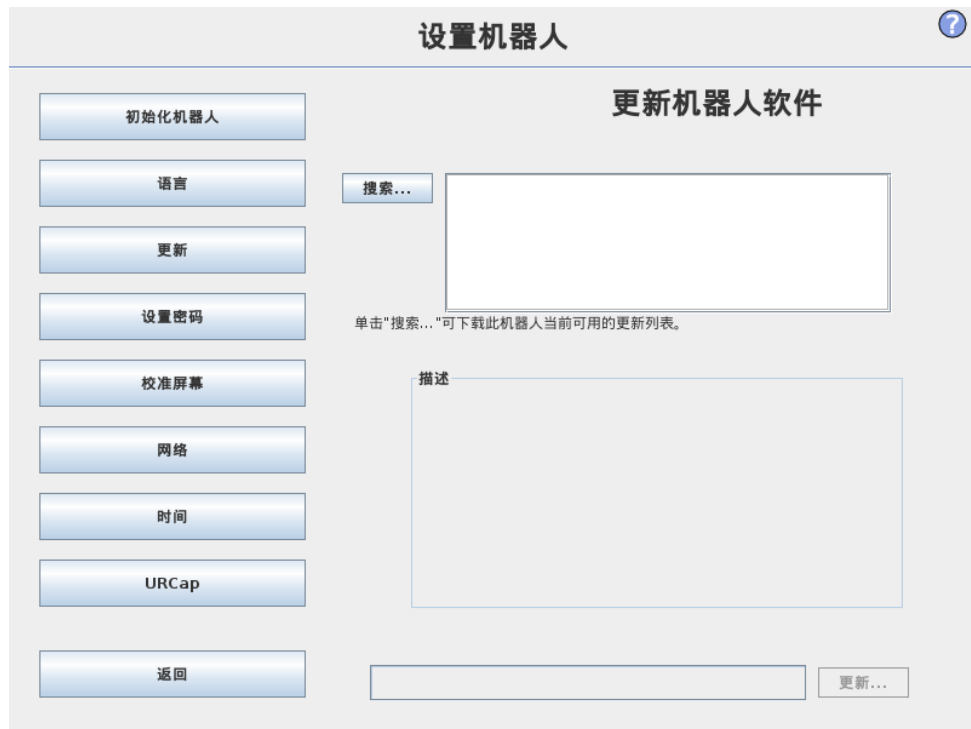 设置机器人
?
初始化机器人
语言
更新
设置密码
校准屏幕
网络
时间
URCap
返回
更新机器人软件
搜索...
单击"搜索..."可下载此机器人当前可用的更新列表。
描述
更新...